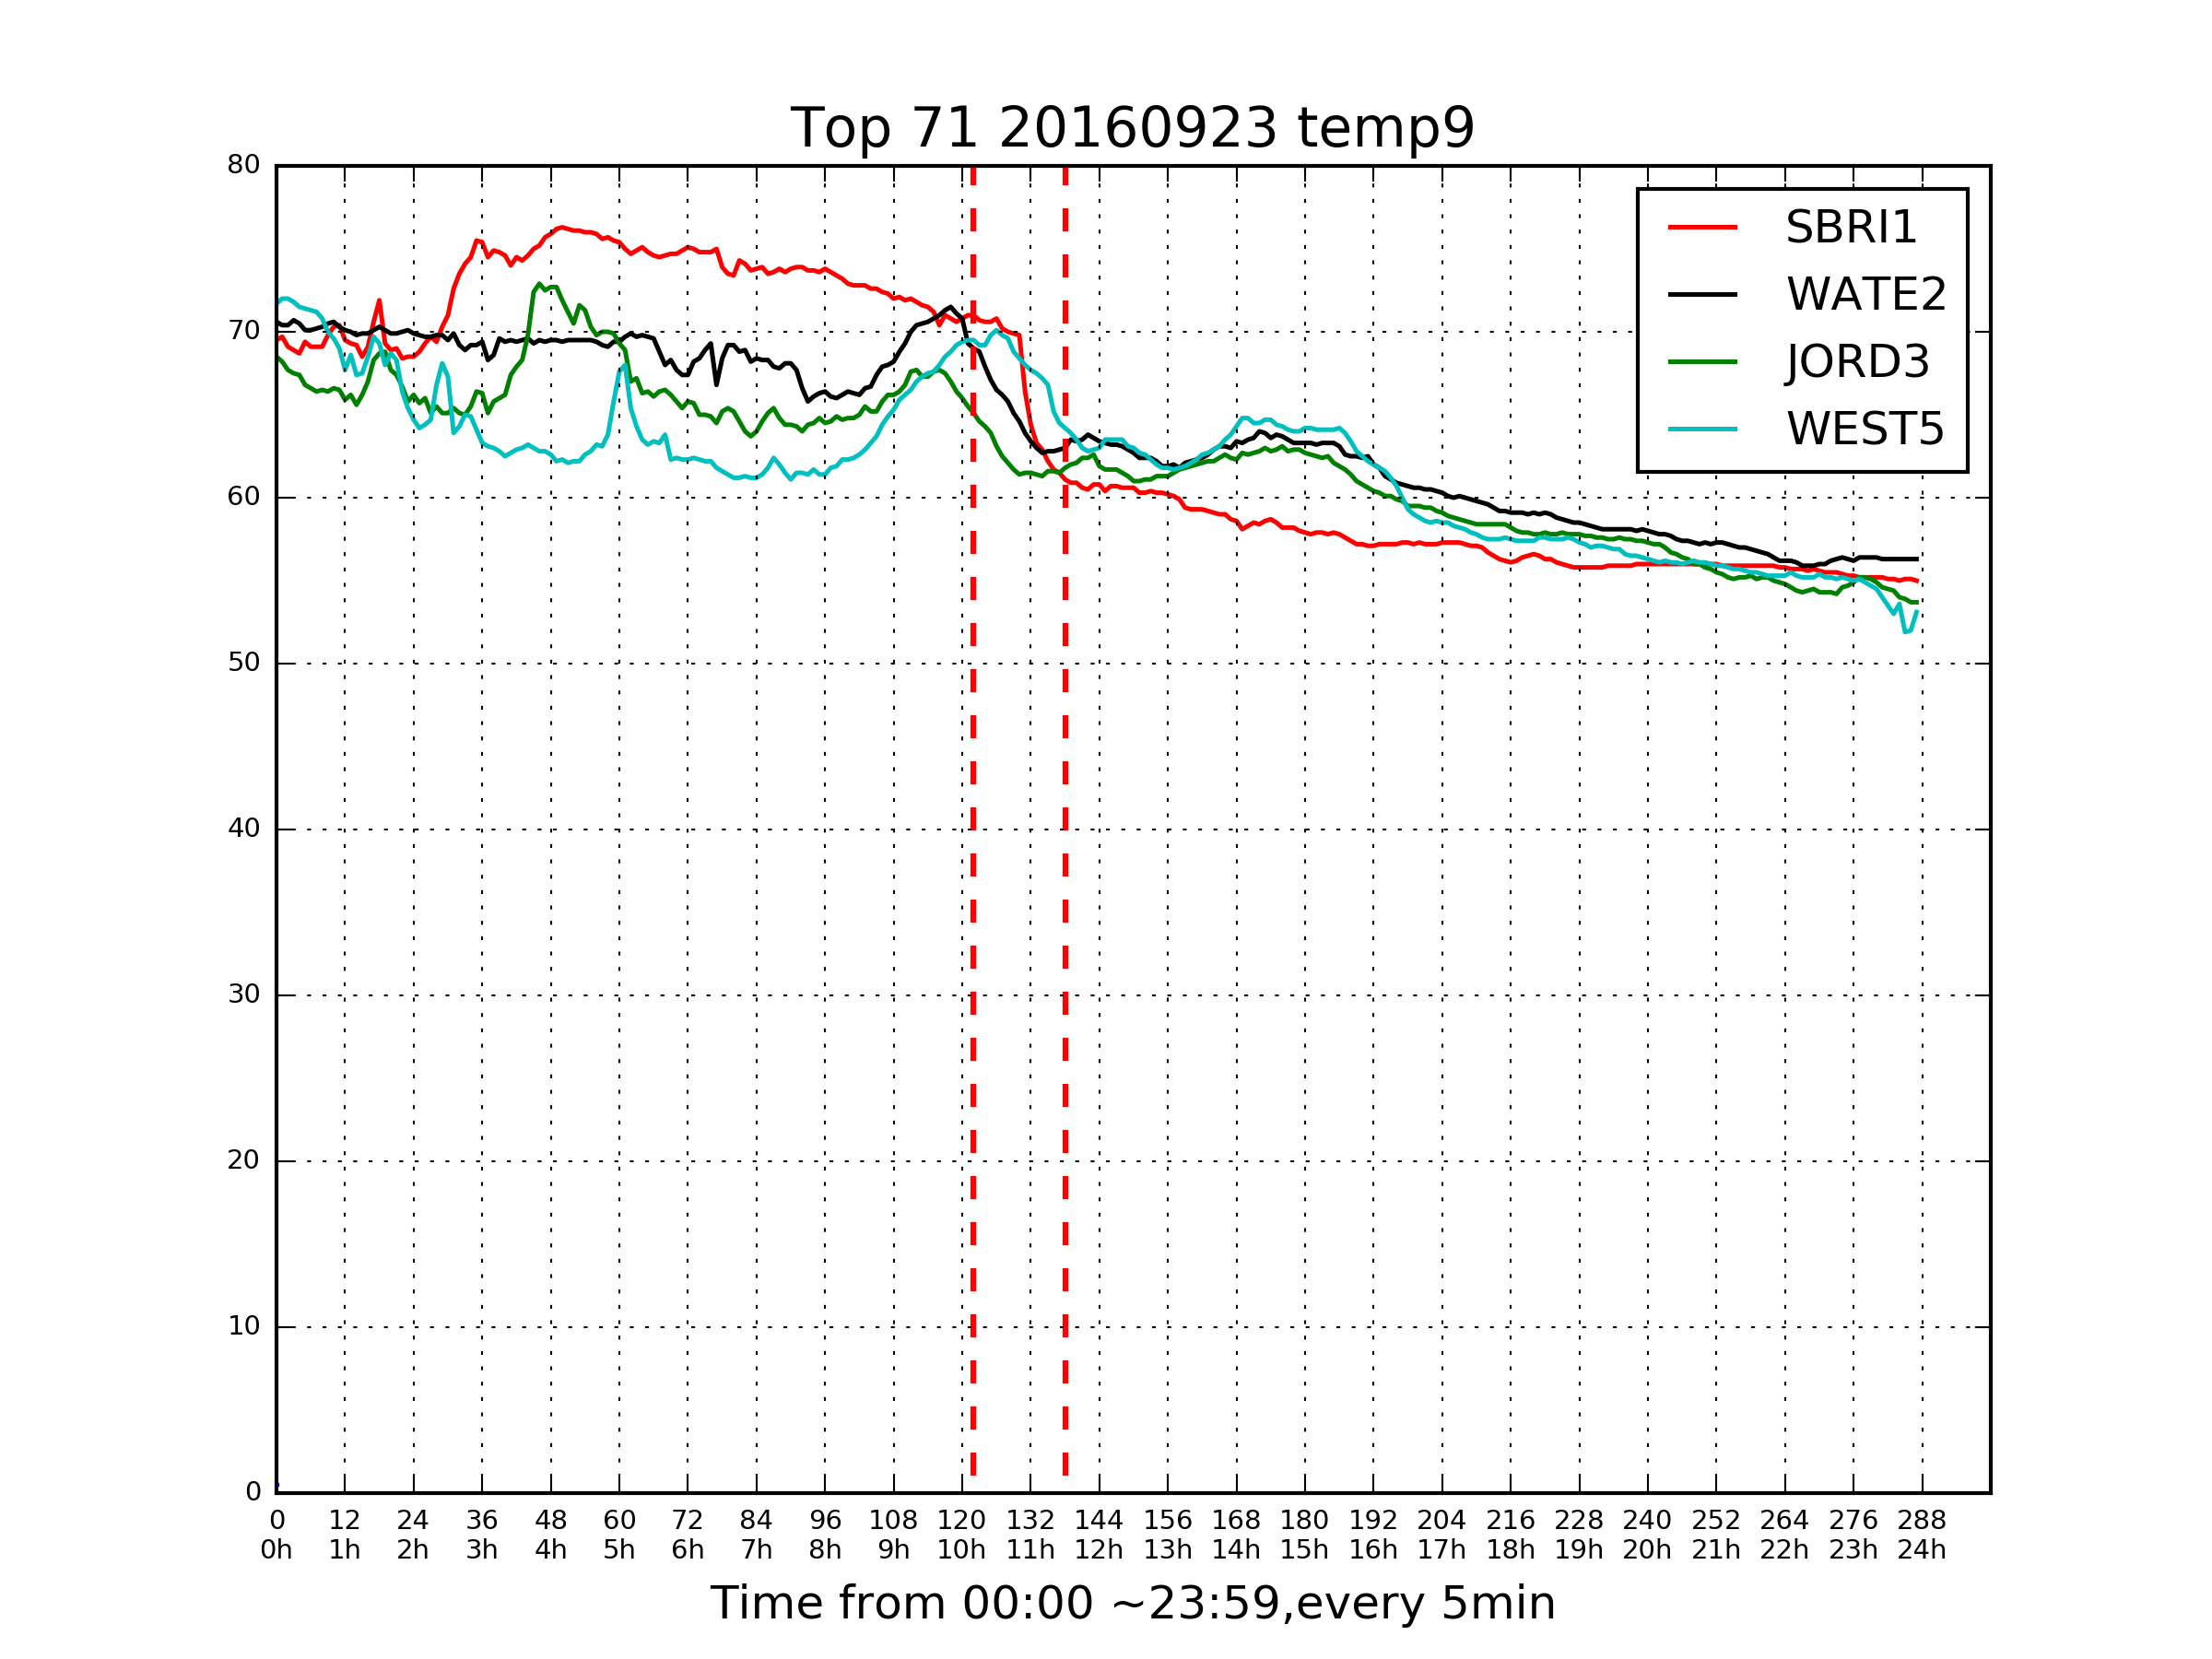 Top 71 20160923 temp9
80
70
60
50
40
30
20
10
0
SBRI1
WATE2
JORD3
WEST5
0 12 24 36 48 60 72 84 96 108 120 132 144 156 168 180 192 204 216 228 240 252 264 276 288
0h 1h 2h 3h 4h 5h 6h 7h 8h 9h 10h 11h 12h 13h 14h 15h 16h 17h 18h 19h 20h 21h 22h 23h 24h
Time from 00:00 ~23:59,every 5min